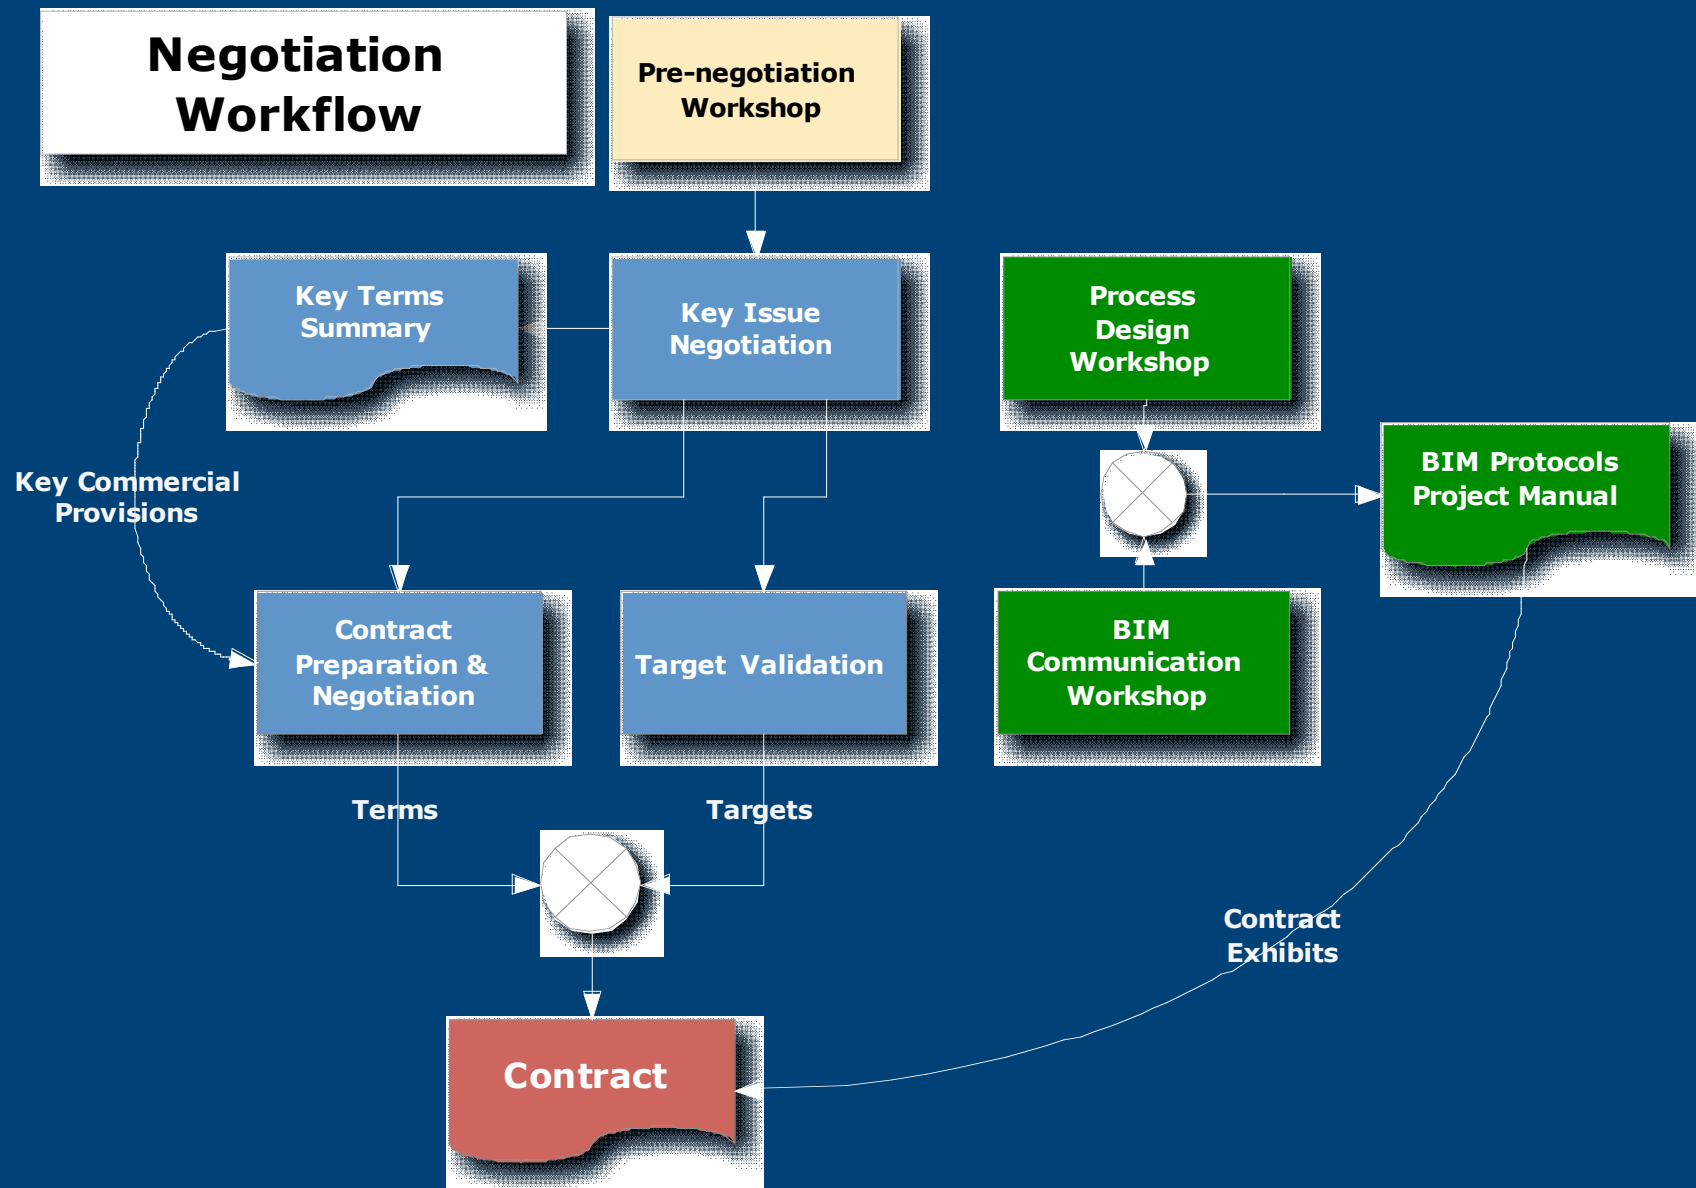 Negotiation
Workflow
Pre-negotiation
Workshop
Key Terms
Summary
Key Issue
Negotiation
Process
Design
Workshop
BIM Protocols
Project Manual
Key Commercial
Provisions
Contract
Preparation &
Negotiation
Target Validation
BIM
Communication
Workshop
Terms
Targets
Contract
Exhibits
Contract